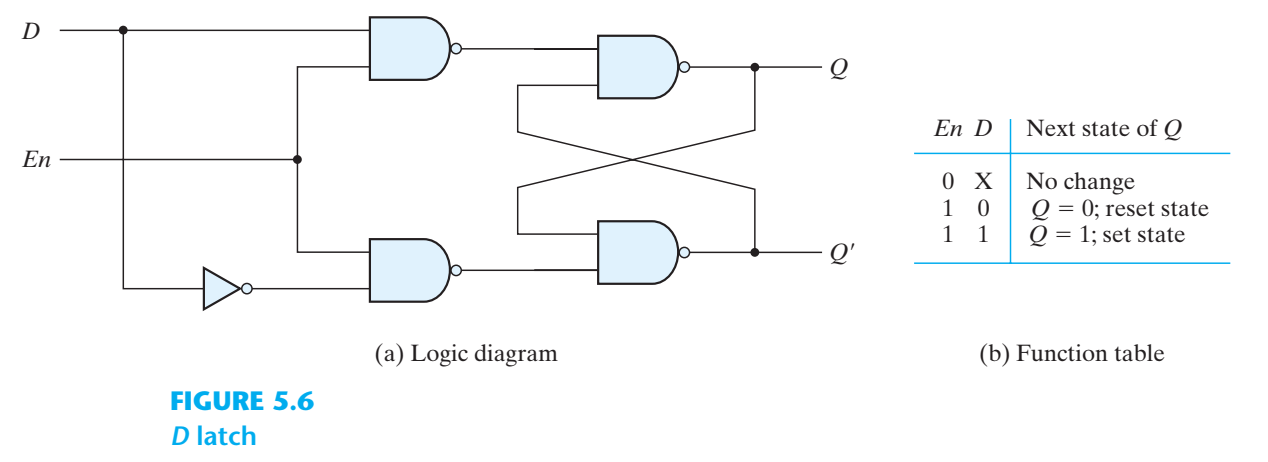 D
En
Q
Q′
En D Next state of Q
0 X No change
1 0 Q = 0; reset state
1 1 Q = 1; set state
(a) Logic diagram
(b) Function table
FIGURE 5.6
D latch